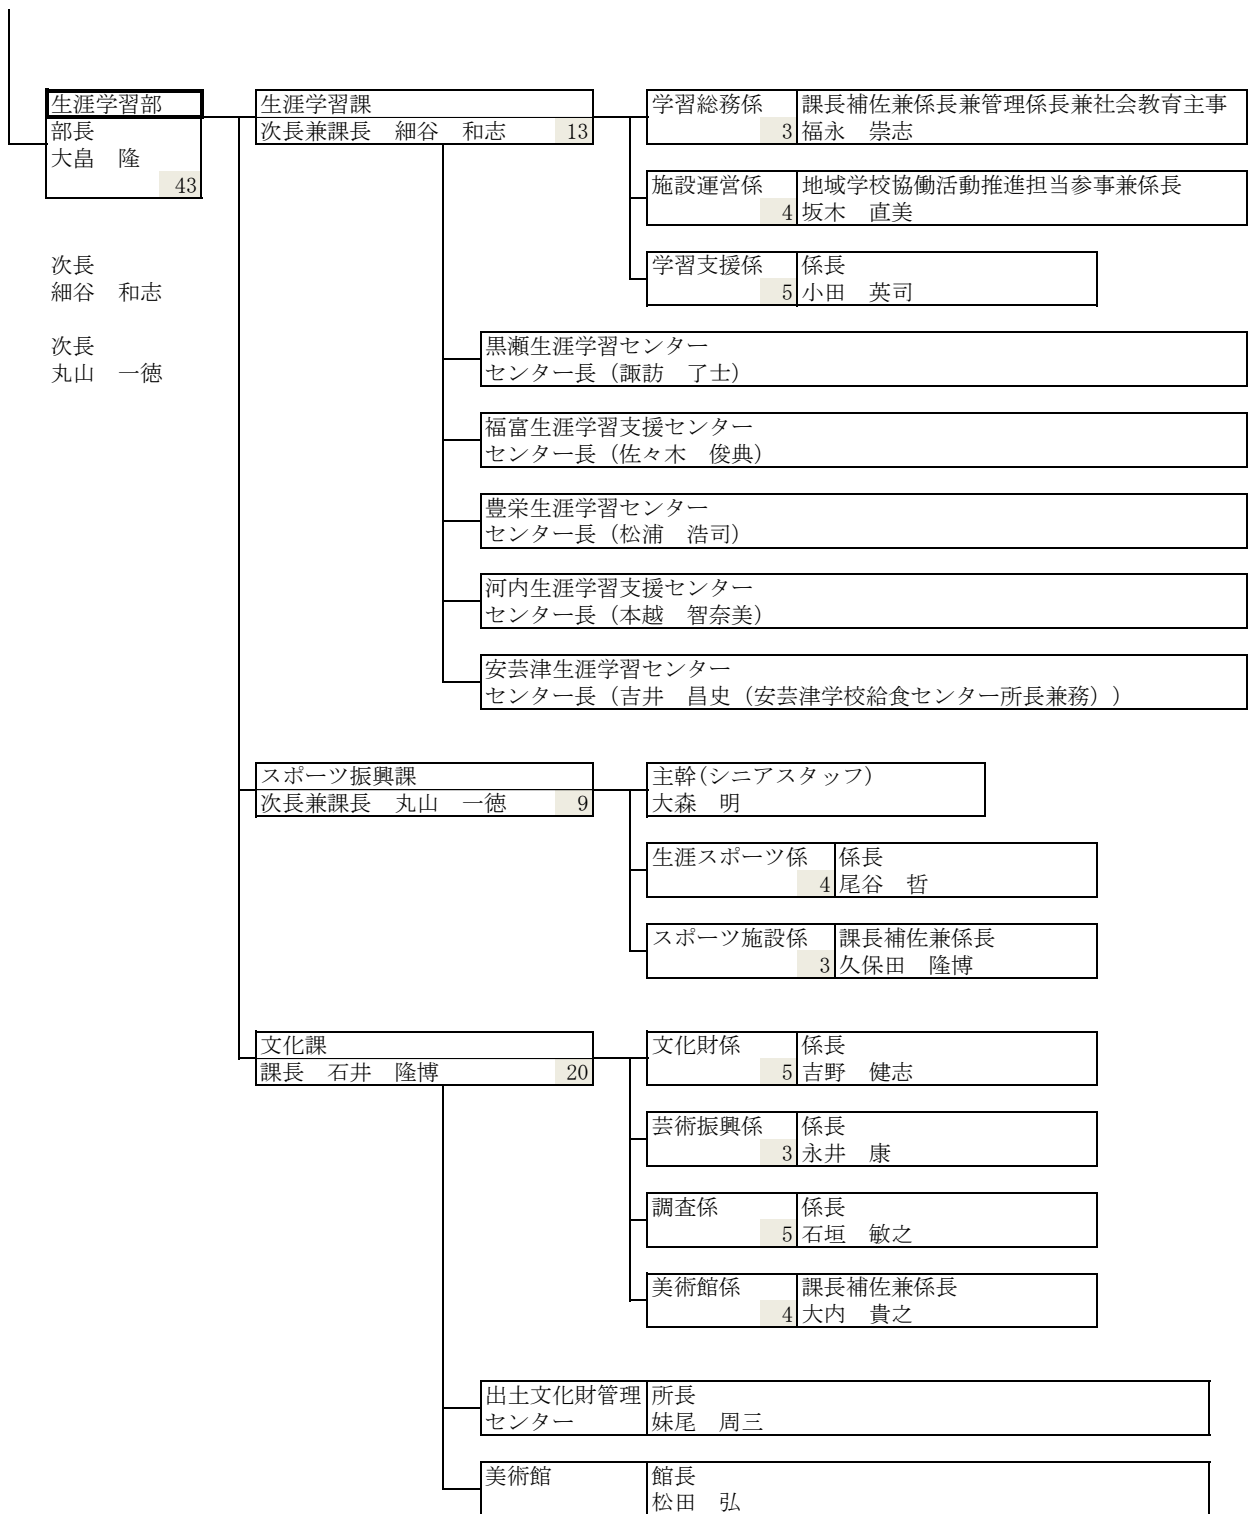 生涯学習部
部長
大畠　隆
43
次長
細谷　和志
次長
丸山　一徳
生涯学習課
次長兼課長　細谷　和志　13
学習総務係　課長補佐兼係長兼管理係長兼社会教育主事
3　福永　崇志
施設運営係　地域学校協働活動推進担当参事兼係長
4　坂木　直美
学習支援係　係長
5　小田　英司
黒瀬生涯学習センター
センター長（諏訪　了士）
福富生涯学習支援センター
センター長（佐々木　俊典）
豊栄生涯学習センター
センター長（松浦　浩司）
河内生涯学習支援センター
センター長（本越　智奈美）
安芸津生涯学習センター
センター長（吉井　昌史（安芸津学校給食センター所長兼務））
スポーツ振興課
次長兼課長　丸山　一徳　9
主幹(シニアスタッフ)
大森　明
生涯スポーツ係　係長
4　尾谷　哲
スポーツ施設係　課長補佐兼係長
3　久保田　隆博
文化課
課長　石井　隆博　20
文化財係　係長
5　吉野　健志
芸術振興係　係長
3　永井　康
調査係　係長
5　石垣　敏之
美術館係　課長補佐兼係長
4　大内　貴之
出土文化財管理　所長
センター　妹尾　周三
美術館　館長
松田　弘